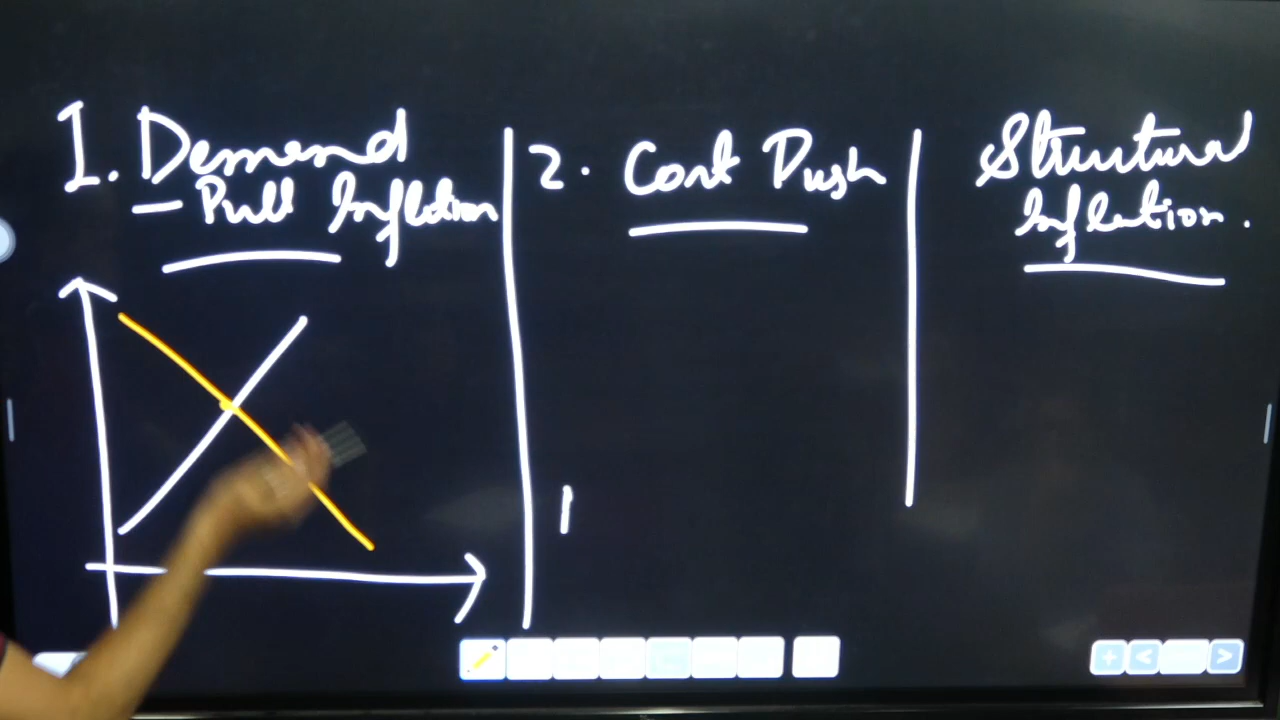 1. Demand
- Pull Inflation
2. Cost Push
Structural
Inflation.